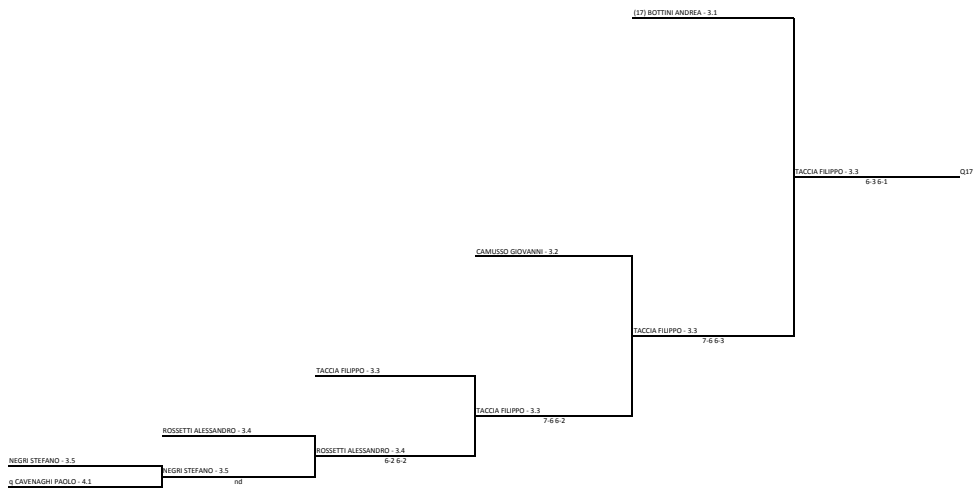 (17) BOTTINI ANDREA - 3.1
TACCIA FILIPPO - 3.3
Q17
6-3 6-1
CAMUSSO GIOVANNI - 3.2
TACCIA FILIPPO - 3.3
7-6 6-3
TACCIA FILIPPO - 3.3
TACCIA FILIPPO - 3.3
7-6 6-2
ROSSETTI ALESSANDRO - 3.4
ROSSETTI ALESSANDRO - 3.4
6-2 6-2
NEGRI STEFANO - 3.5
NEGRI STEFANO - 3.5
nd
q CAVENAGHI PAOLO - 4.1